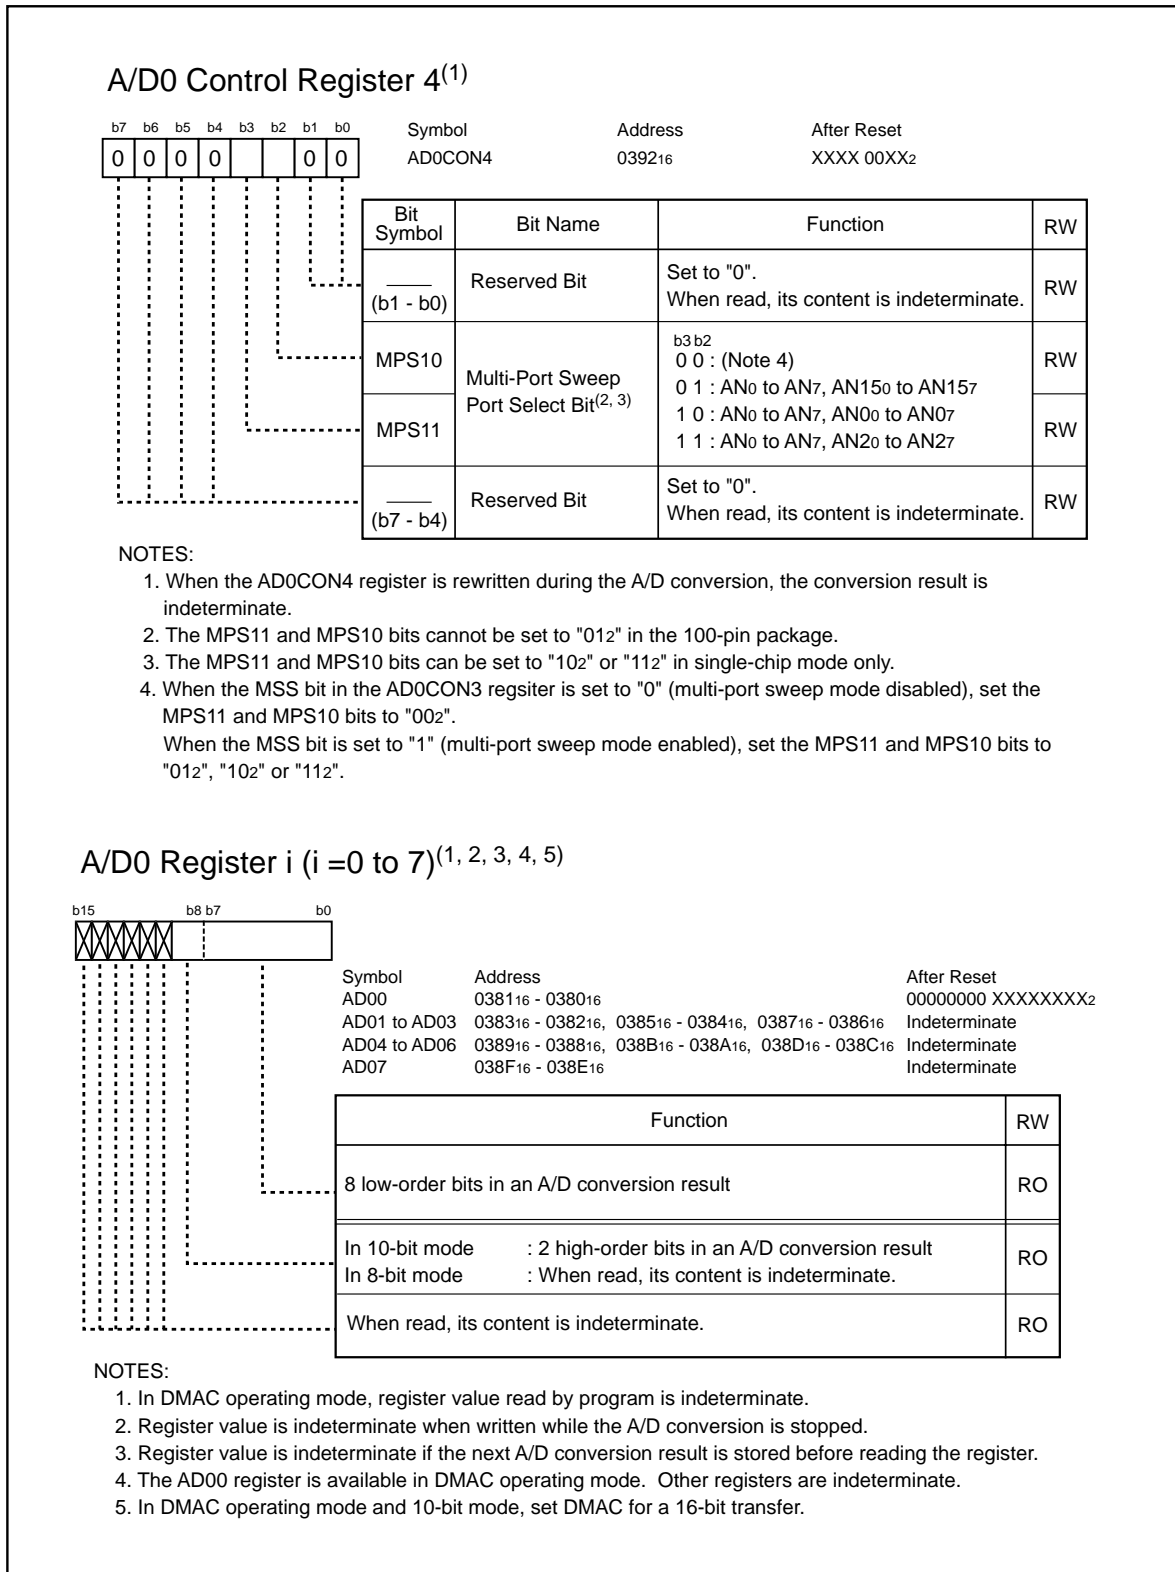 A/D0 Control Register 4(1)
b7 b6 b5 b4 b3 b2 b1 b0
0 0 0 0 0 0
Symbol Address After Reset
AD0CON4 039216 XXXX 00XX2
Bit Symbol Bit Name Function RW
(b1 - b0) Reserved Bit Set to "0". RW
When read, its content is indeterminate.
MPS10 Multi-Port Sweep Port Select Bit(2, 3) b3 b2 RW
0 0 : (Note 4)
0 1 : AN0 to AN7, AN150 to AN157
MPS11 1 0 : AN0 to AN7, AN00 to AN07 RW
1 1 : AN0 to AN7, AN20 to AN27
(b7 - b4) Reserved Bit Set to "0". RW
When read, its content is indeterminate.
NOTES:
1. When the AD0CON4 register is rewritten during the A/D conversion, the conversion result is
indeterminate.
2. The MPS11 and MPS10 bits cannot be set to "012" in the 100-pin package.
3. The MPS11 and MPS10 bits can be set to "102" or "112" in single-chip mode only.
4. When the MSS bit in the AD0CON3 regsiter is set to "0" (multi-port sweep mode disabled), set the
MPS11 and MPS10 bits to "002".
When the MSS bit is set to "1" (multi-port sweep mode enabled), set the MPS11 and MPS10 bits to
"012", "102" or "112".
A/D0 Register i (i =0 to 7)(1, 2, 3, 4, 5)
b15 b8 b7 b0
Symbol Address After Reset
AD00 038116 - 038016 00000000 XXXXXXXX2
AD01 to AD03 038316 - 038216, 038516 - 038416, 038716 - 038616 Indeterminate
AD04 to AD06 038916 - 038816, 038B16 - 038A16, 038D16 - 038C16 Indeterminate
AD07 038F16 - 038E16 Indeterminate
Function RW
8 low-order bits in an A/D conversion result RO
In 10-bit mode : 2 high-order bits in an A/D conversion result RO
In 8-bit mode : When read, its content is indeterminate.
When read, its content is indeterminate. RO
NOTES:
1. In DMAC operating mode, register value read by program is indeterminate.
2. Register value is indeterminate when written while the A/D conversion is stopped.
3. Register value is indeterminate if the next A/D conversion result is stored before reading the register.
4. The AD00 register is available in DMAC operating mode. Other registers are indeterminate.
5. In DMAC operating mode and 10-bit mode, set DMAC for a 16-bit transfer.